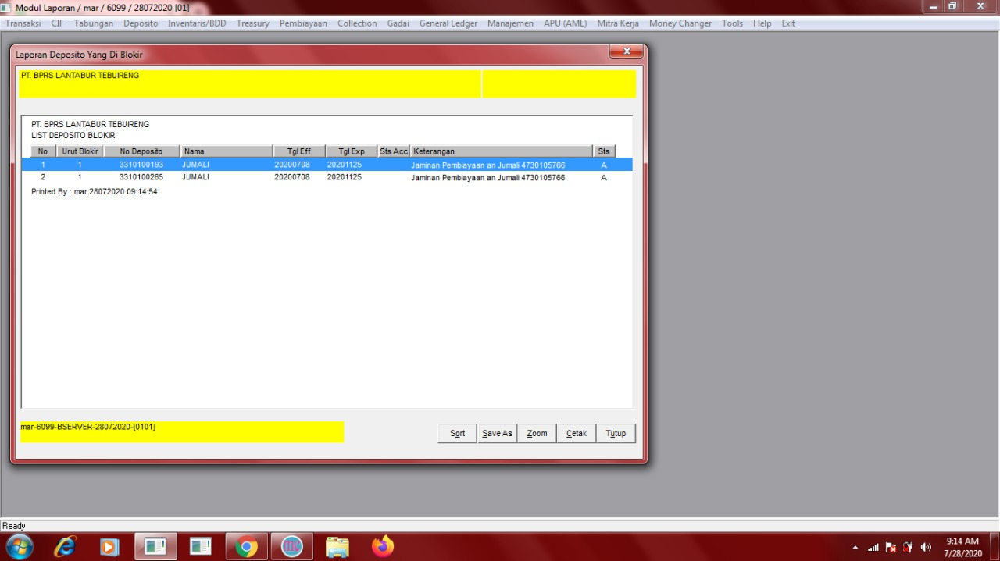 Modul Laporan / mar / 6099 / 28072020 [01]
Transaksi CIF Tabungan Deposito Inventaris/BDD Treasury Pembiayaan Collection Gadai General Ledger Manajemen APU (AML) Mitra Kerja Money Changer Tools Help Exit
Laporan Deposito Yang Di Blokir
PT. BPRS LANTABUR TEBUIRENG
PT. BPRS LANTABUR TEBUIRENG
LIST DEPOSITO BLOKIR
No Urut Blokir No Deposito Nama Tgl Eff Tgl Exp Sts Acc Keterangan Sts
1 1 3310100193 JUMALI 20200708 20201125 Jaminan Pembiayaan an Jumali 4730105766 A
2 1 3310100265 JUMALI 20200708 20201125 Jaminan Pembiayaan an Jumali 4730105766 A
Printed By : mar 28072020 09:14:54
mar-6099-BSERVER-28072020-[0101]
Sort Save As Zoom Cetak Tutup
Ready
9:14 AM
7/28/2020